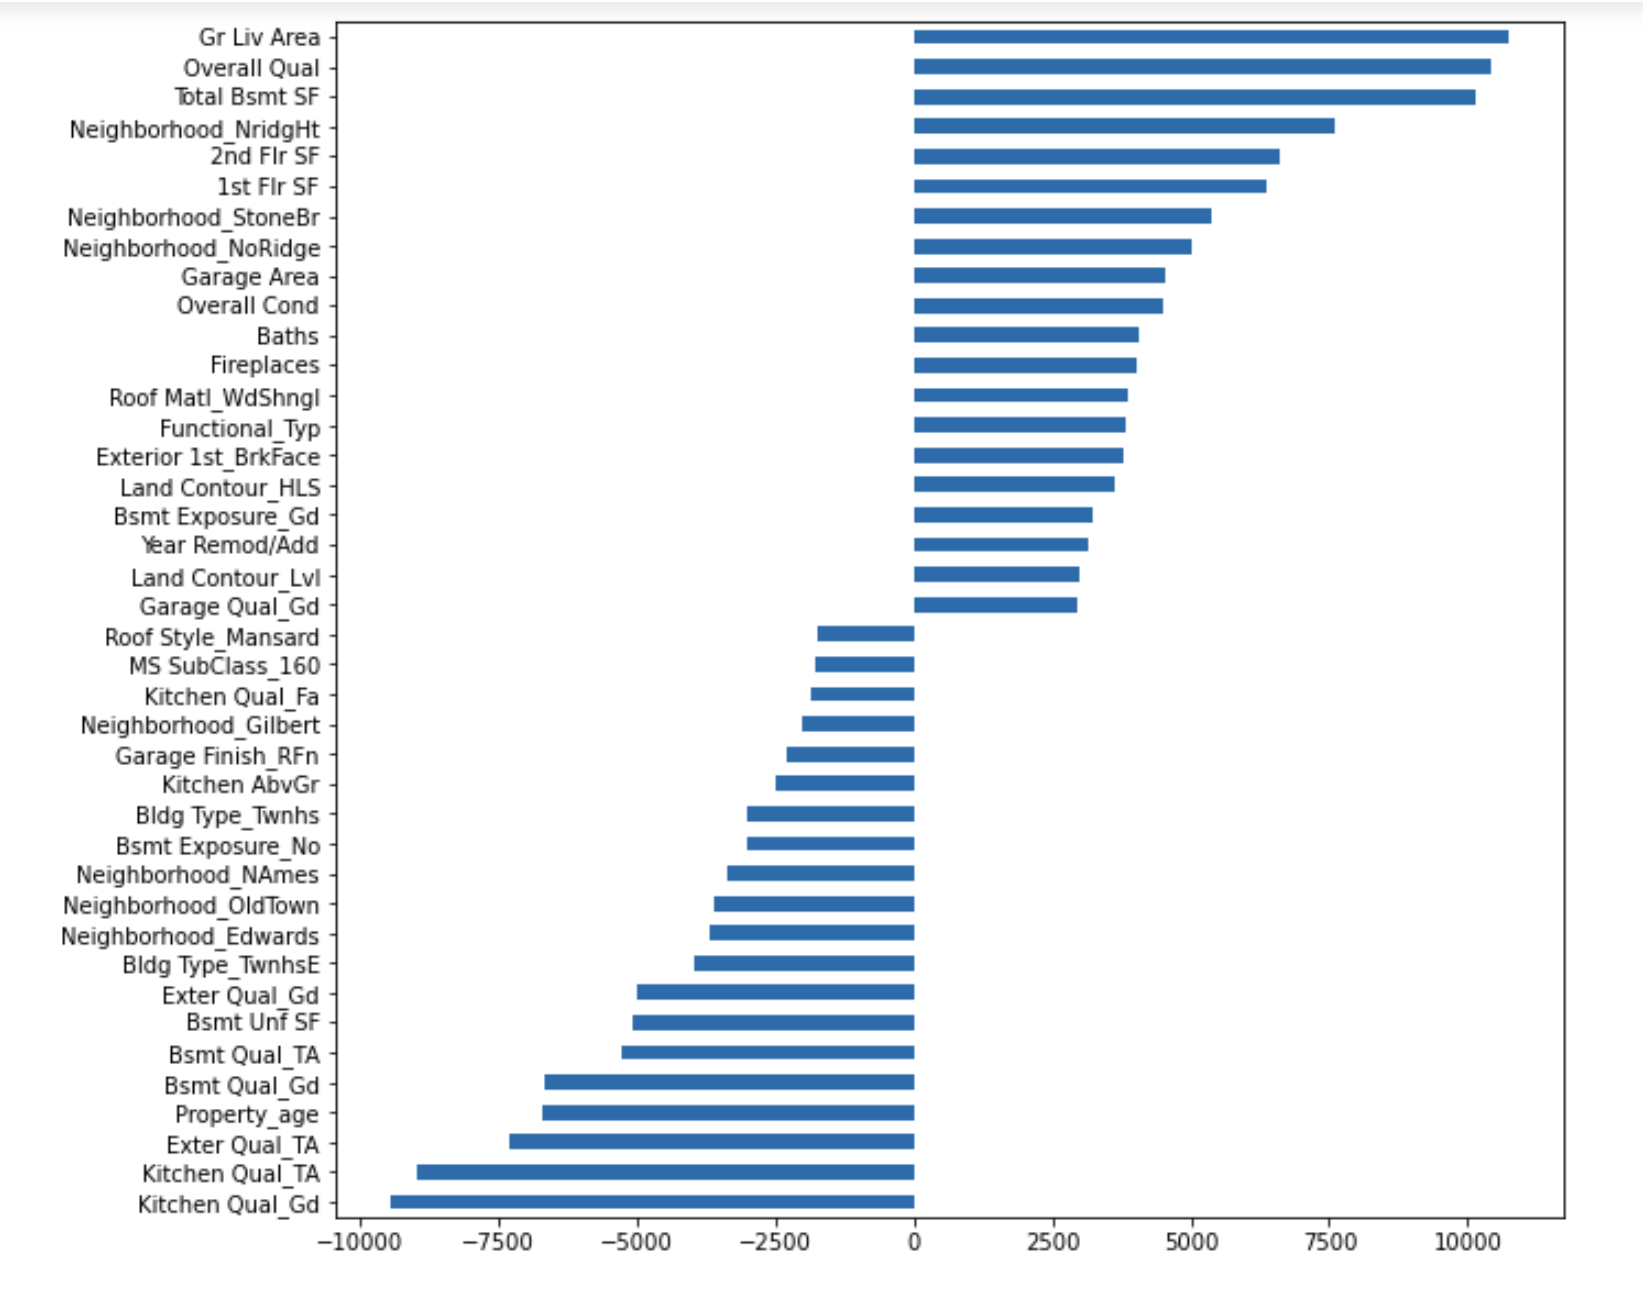 Gr Liv Area
Overall Qual
Total Bsmt SF
Neighborhood_NridgHt
2nd Flr SF
1st Flr SF
Neighborhood_StoneBr
Neighborhood_NoRidge
Garage Area
Overall Cond
Baths
Fireplaces
Roof Matl_WdShngl
Functional_Typ
Exterior 1st_BrkFace
Land Contour_HLS
Bsmt Exposure_Gd
Year Remod/Add
Land Contour_Lvl
Garage Qual_Gd
Roof Style_Mansard
MS SubClass_160
Kitchen Qual_Fa
Neighborhood_Gilbert
Garage Finish_RFn
Kitchen AbvGr
Bldg Type_Twnhs
Bsmt Exposure_No
Neighborhood_NAmes
Neighborhood_OldTown
Neighborhood_Edwards
Bldg Type_TwnhsE
Exter Qual_Gd
Bsmt Unf SF
Bsmt Qual_TA
Bsmt Qual_Gd
Property_age
Exter Qual_TA
Kitchen Qual_TA
Kitchen Qual_Gd
−10000 −7500 −5000 −2500 0 2500 5000 7500 10000